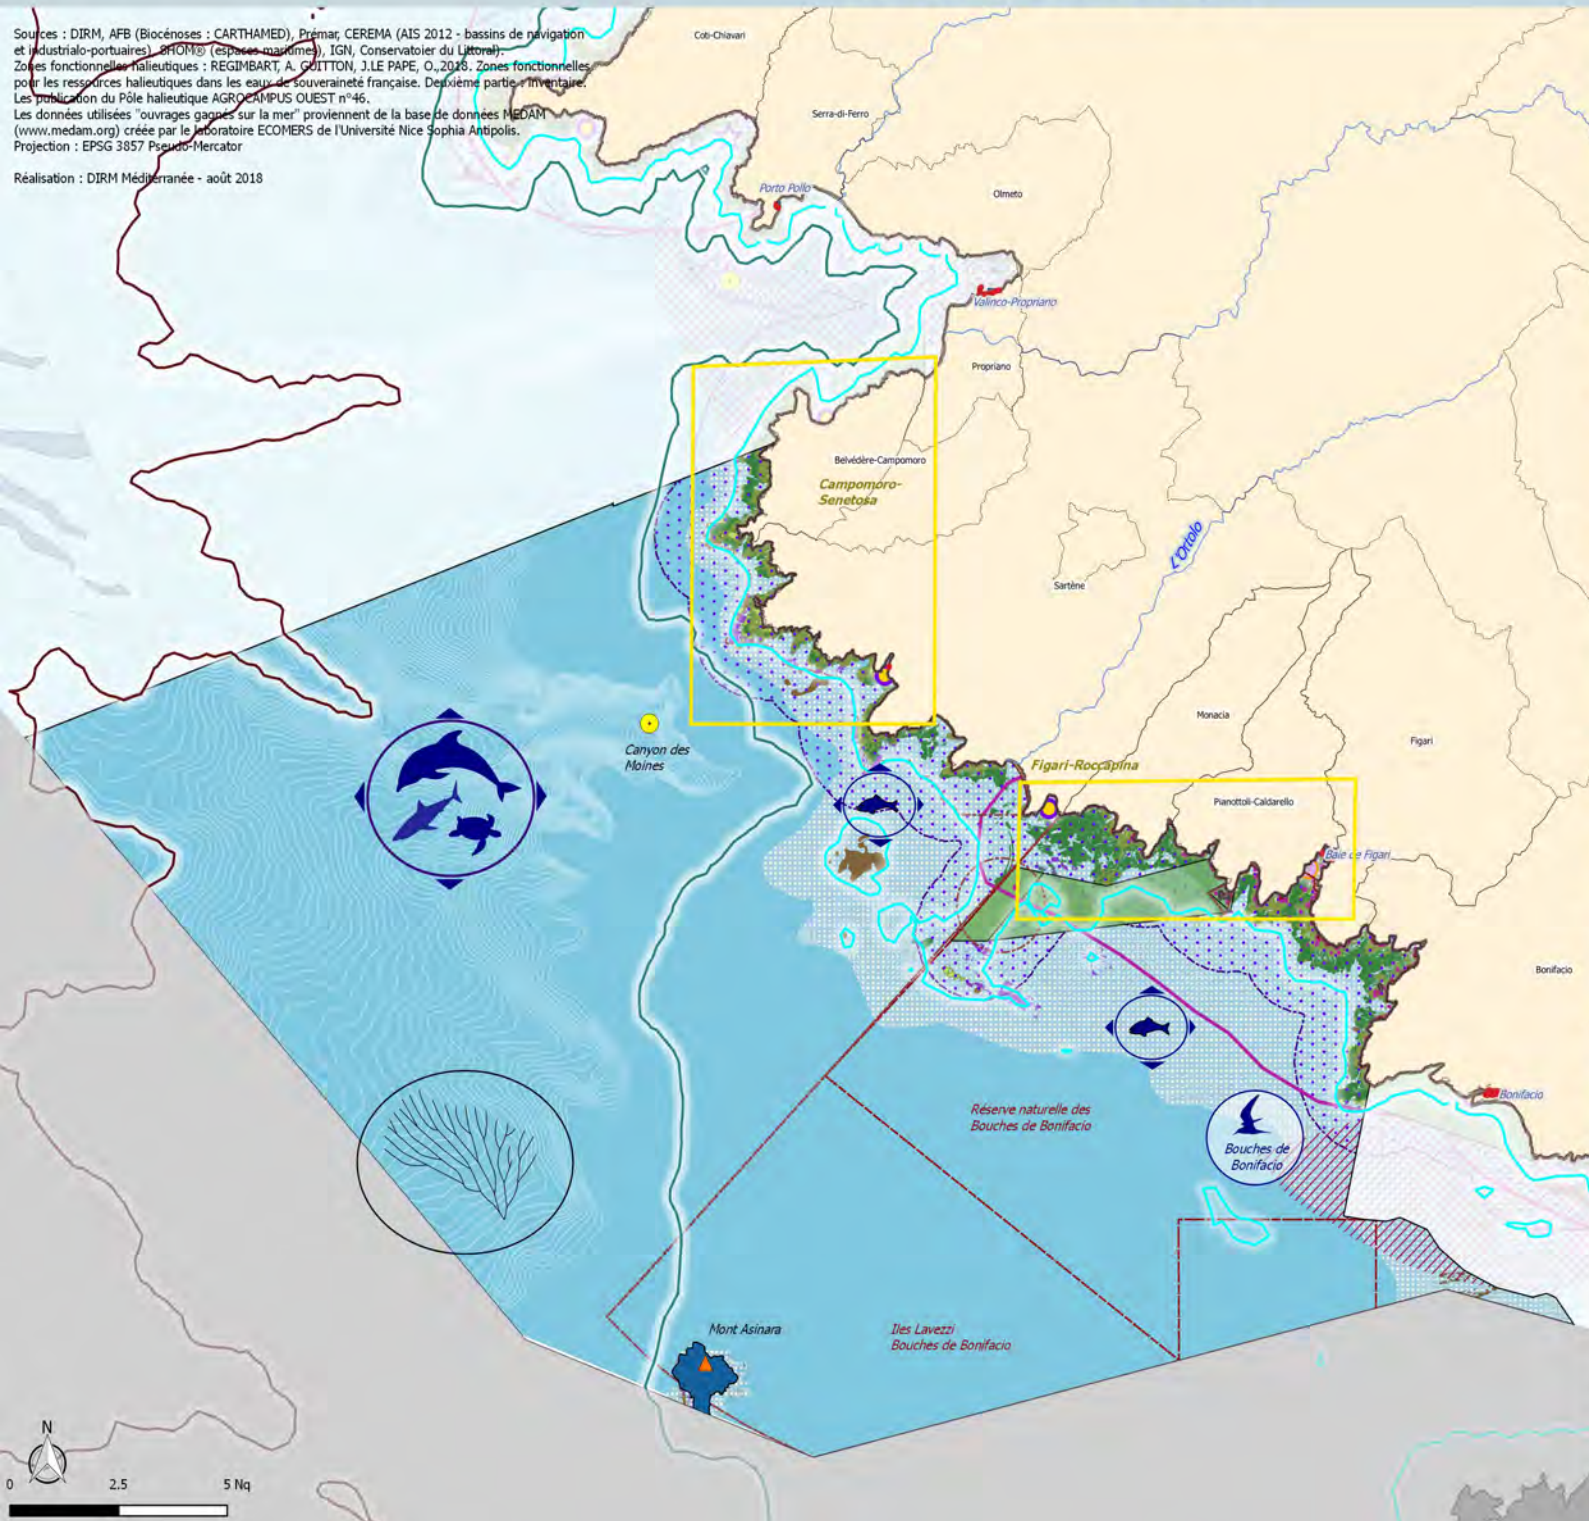 Sources : DIRM, AFB (Biocénoses : CARTHAMED), Prémar, CEREMA (AIS 2012 - bassins de navigation
et industrialo-portuaires), SHOM® (espaces maritimes), IGN, Conservatoier du Littoral).
Zones fonctionnelles halieutiques : REGIMBART, A. GUITTON, J.LE PAPE, O.,2018. Zones fonctionnelles
pour les ressources halieutiques dans les eaux de souveraineté française. Deuxième partie : Inventaire.
Les publication du Pôle halieutique AGROCAMPUS OUEST n°46.
Les données utilisées "ouvrages gagnés sur la mer" proviennent de la base de données MEDAM
(www.medam.org) créée par le laboratoire ECOMERS de l'Université Nice Sophia Antipolis.
Projection : EPSG 3857 Pseudo-Mercator
Réalisation : DIRM Méditerranée - août 2018
Coti-Chiavari
Serra-di-Ferro
Porto Pollo
Olmeto
Valinco-Propriano
Propriano
Belvédère-Campomoro
Campomoro-
Senetosa
L'Ortolo
Sartène
Monacia
Figari
Canyon des
Moines
Figari-Roccapina
Pianottoli-Caldarello
Baie de Figari
Bonifacio
Bonifacio
Réserve naturelle des
Bouches de Bonifacio
Bouches de
Bonifacio
Mont Asinara
Iles Lavezzi
Bouches de Bonifacio
N
0 2.5 5 Nq